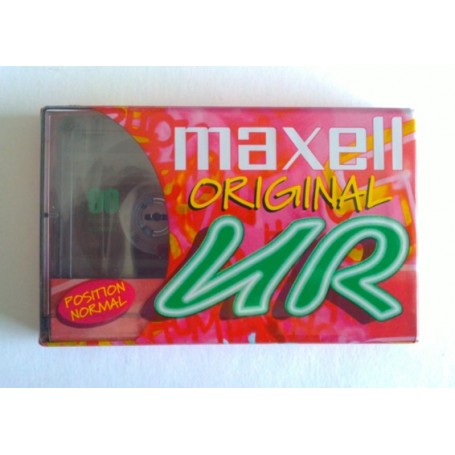 maxell
ORIGINAL
UR
POSITION
NORMAL